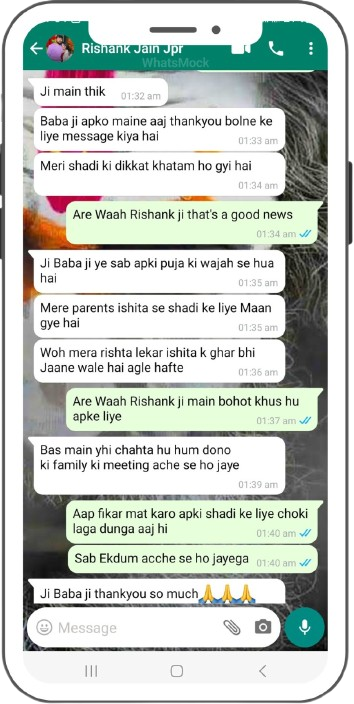 Rishank Jain Jpr
WhatsMock
Ji main thik
01:32 am
Baba ji apko maine aaj thankyou bolne ke
liye message kiya hai
01:33 am
Meri shadi ki dikkat khatam ho gyi hai
01:34 am
Are Waah Rishank ji that's a good news
01:34 am
Ji Baba ji ye sab apki puja ki wajah se hua
hai
01:35 am
Mere parents ishita se shadi ke liye Maan
gye hai
01:35 am
Woh mera rishta lekar ishita k ghar bhi
Jaane wale hai agle hafte
01:36 am
Are Waah Rishank ji main bohot khus hu
apke liye
01:37 am
Bas main yhi chahta hu hum dono
ki family ki meeting ache se ho jaye
01:39 am
Aap fikar mat karo apki shadi ke liye choki
laga dunga aaj hi
01:40 am
Sab Ekdum acche se ho jayega
01:40 am
Ji Baba ji thankyou so much🙏🙏🙏
Message